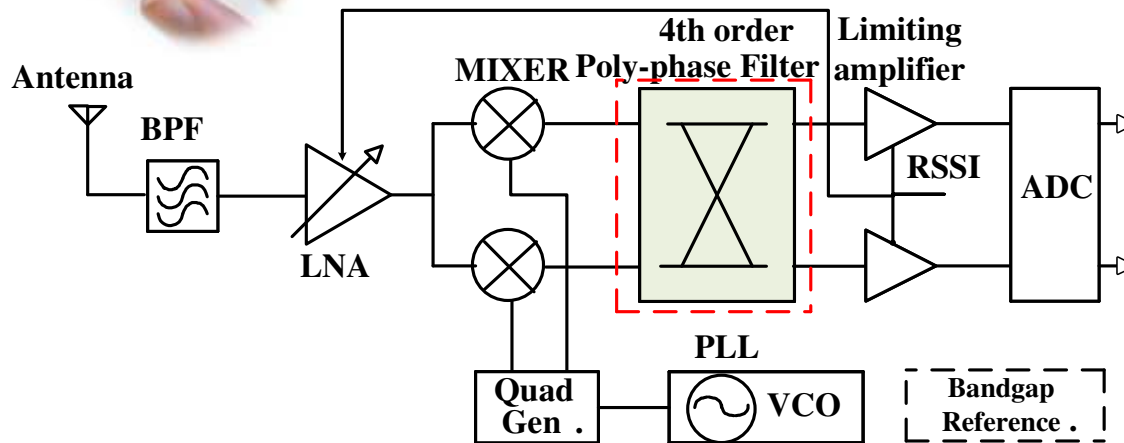 4th order
Poly-phase Filter
Limiting
amplifier
Antenna
MIXER
BPF
LNA
RSSI
ADC
PLL
Quad
Gen .
VCO
Bandgap
Reference .